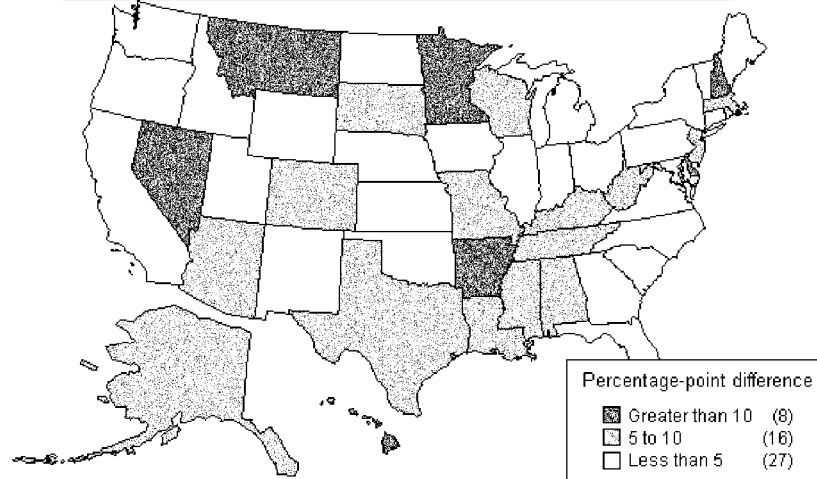 Percentage-point difference
Greater than 10 (8)
5 to 10 (16)
Less than 5 (27)